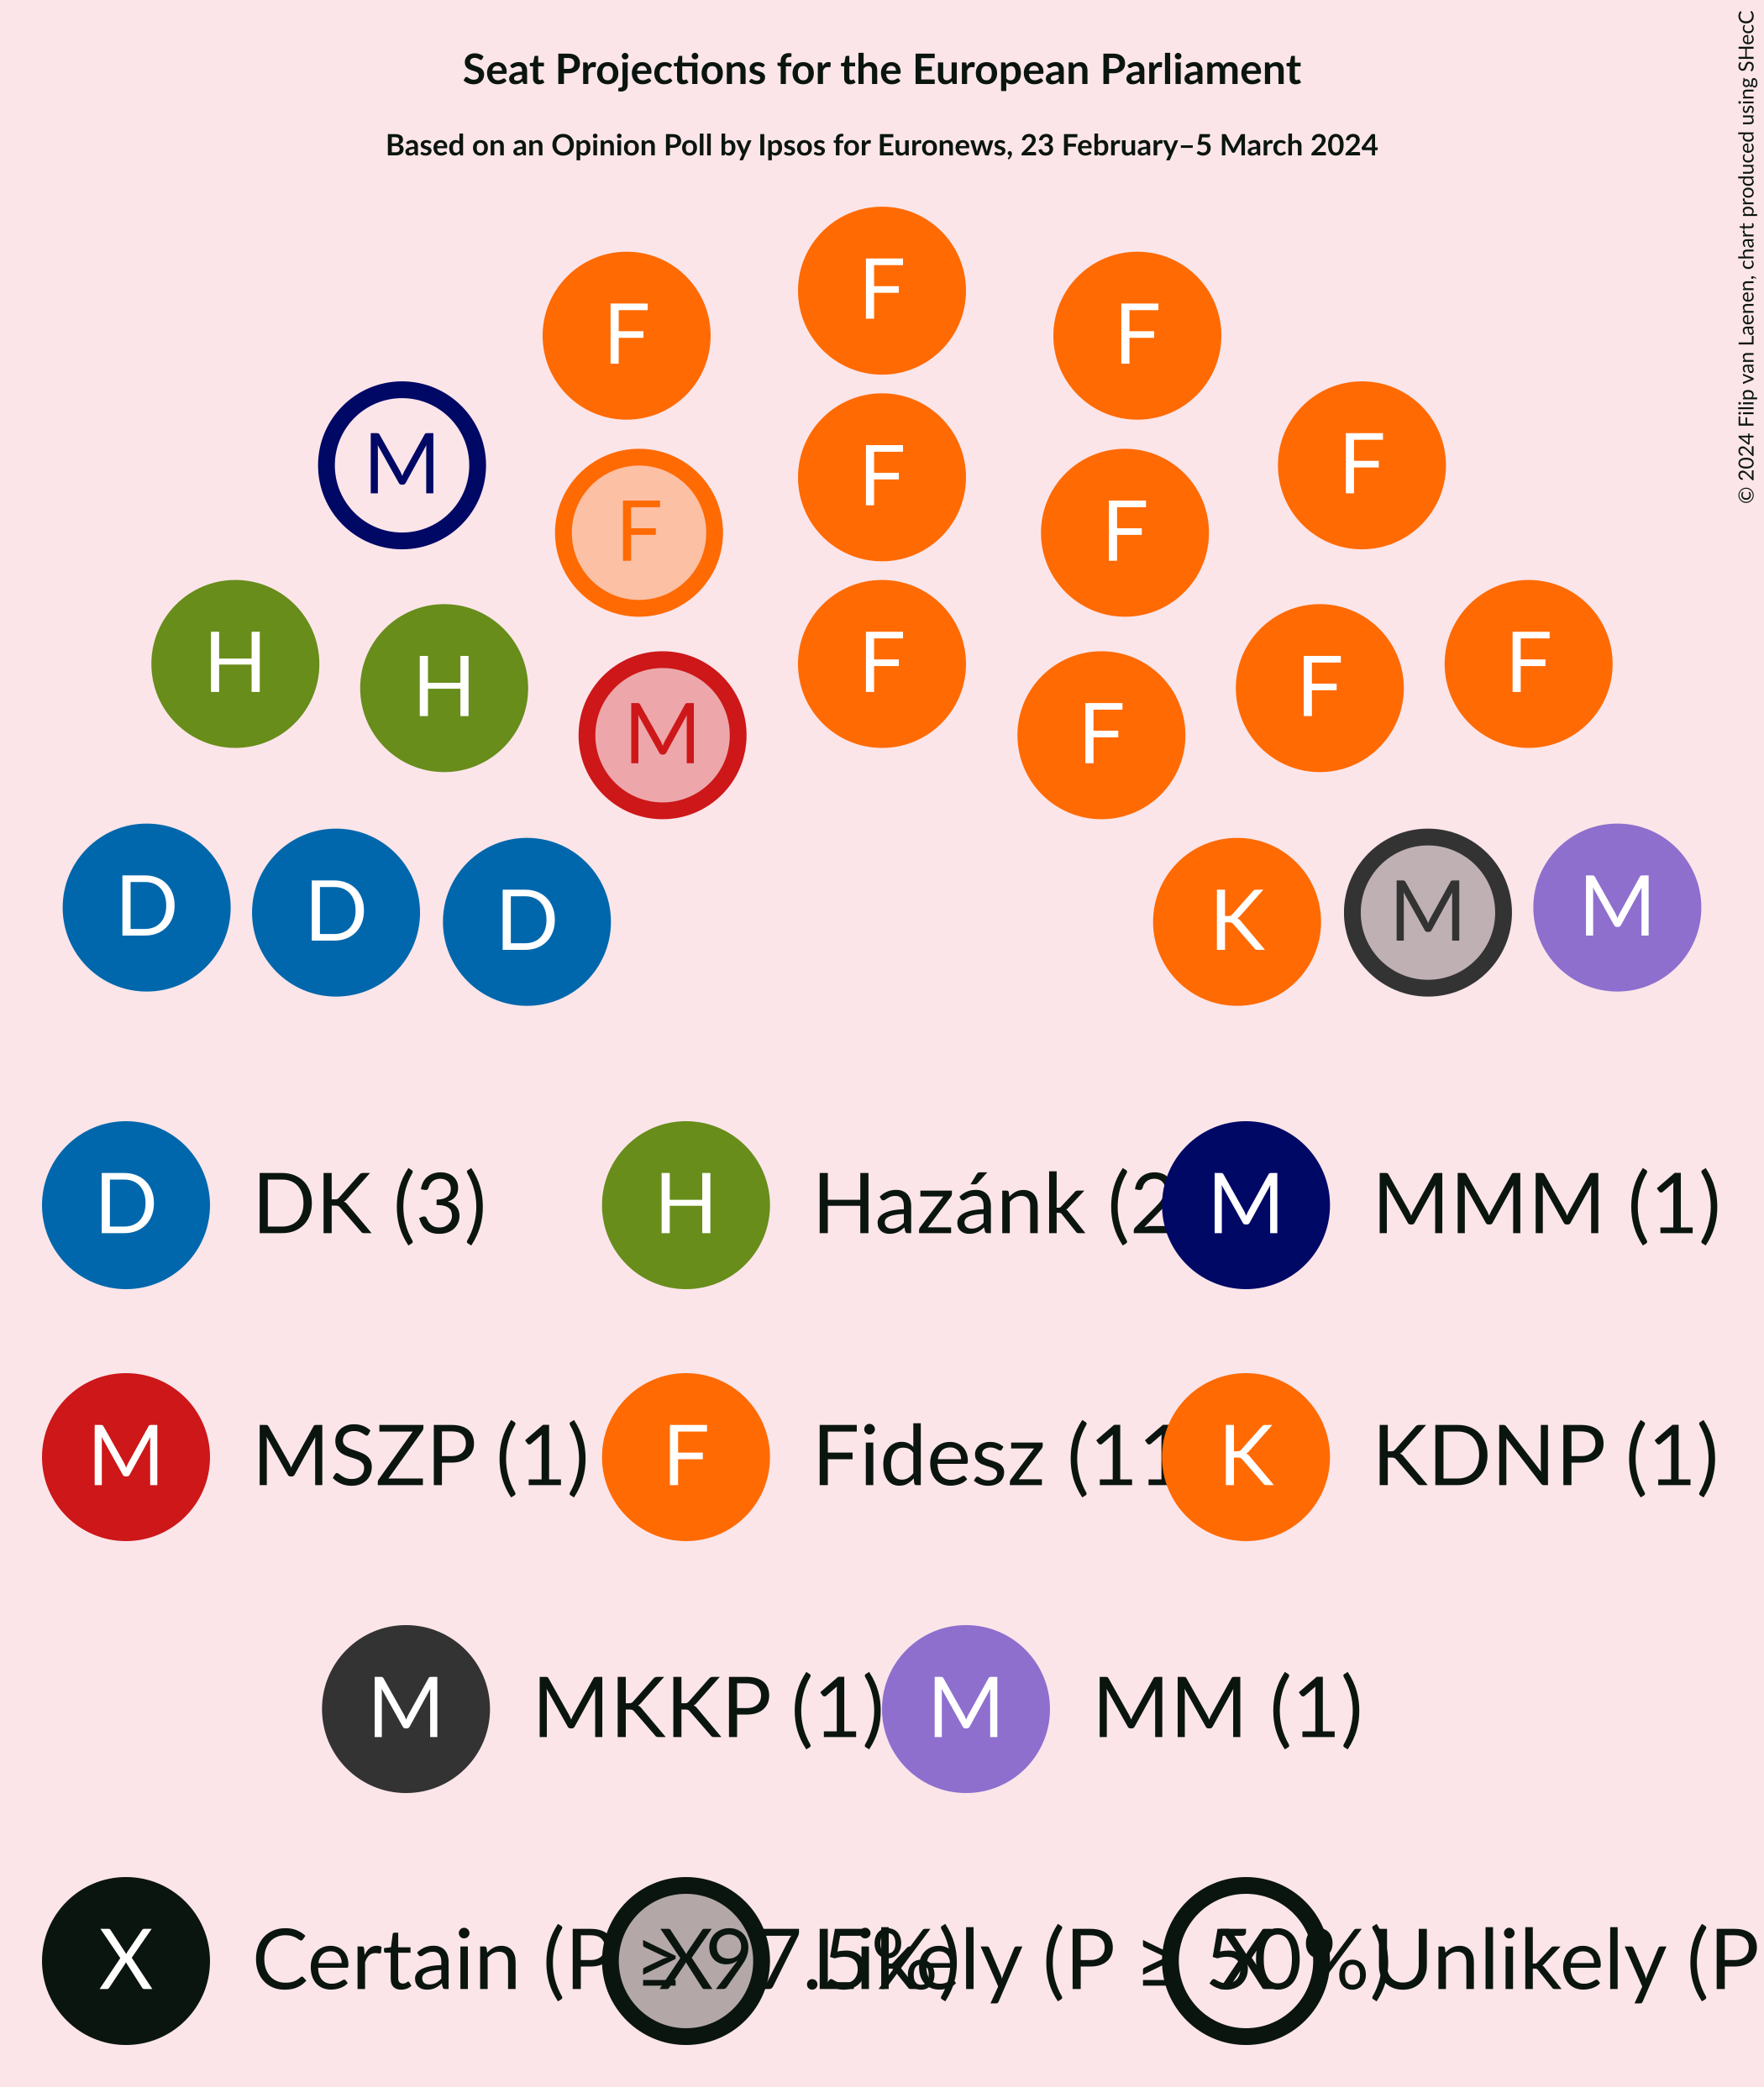 Seat Projections for the European Parliament
Based on an Opinion Poll by Ipsos for Euronews, 23 February–5 March 2024
© 2024 Filip van Laenen, chart produced using SHecC
F
F F
M F F
F F F
H F F
H F F
M F
D D D K M M
D DK (3) H Hazánk (2 M MMM (1)
M MSZP (1) F Fidesz (11 K KDNP (1)
M MKKP (1) M MM (1)
X Certain (P ≥ 97.5%) X Likely (P ≥ 50%) X Unlikely (P